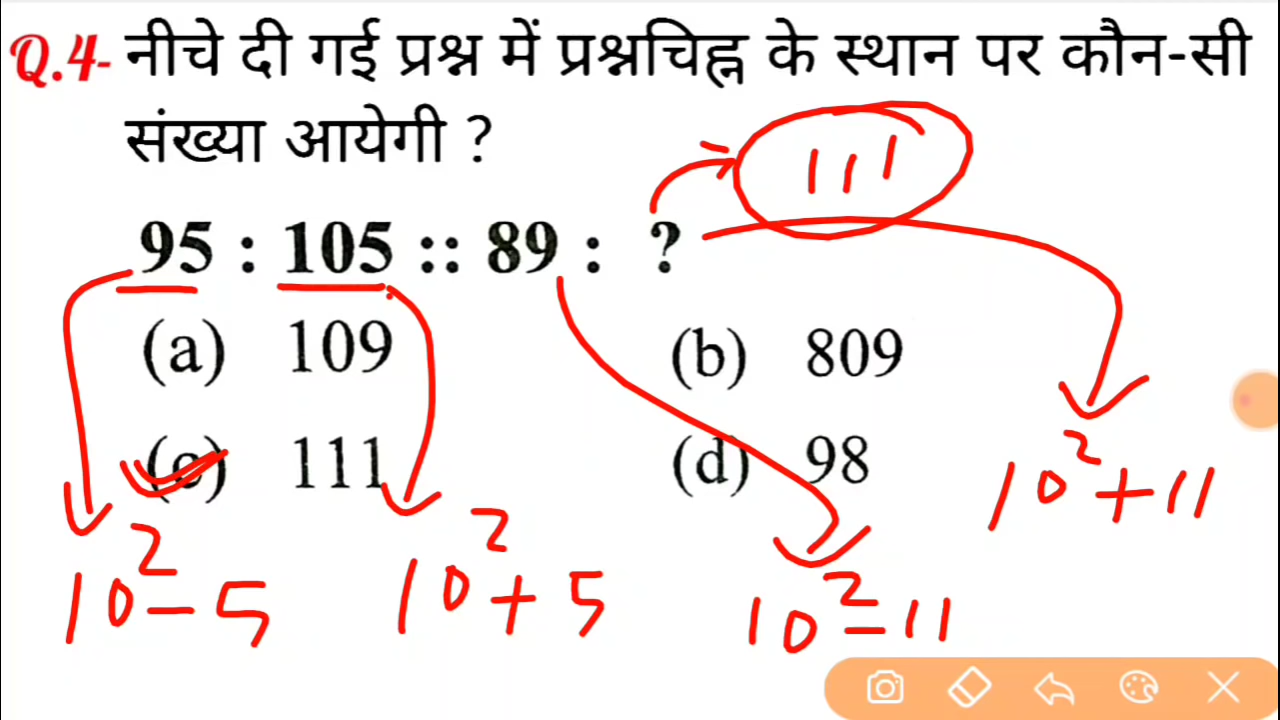 Q.4- नीचे दी गई प्रश्न में प्रश्नचिह्न के स्थान पर कौन-सी
संख्या आयेगी ?
111
95 : 105 :: 89 : ?
(a) 109 (b) 809
(c) 111 (d) 98
10²+11
10²-5 10²+5 10²-11